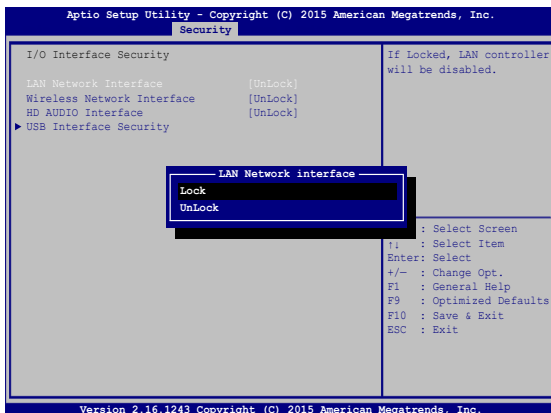 Aptio Setup Utility – Copyright (C) 2015 American Megatrends, Inc.
Security
I/O Interface Security
LAN Network Interface [UnLock]
Wireless Network Interface [UnLock]
HD AUDIO Interface [UnLock]
USB Interface Security
If Locked, LAN controller
will be disabled.
LAN Network interface
Lock
UnLock
: Select Screen
↑↓ : Select Item
Enter: Select
+/— : Change Opt.
F1 : General Help
F9 : Optimized Defaults
F10 : Save & Exit
ESC : Exit
Version 2.16.1243 Copyright (C) 2015 American Megatrends, Inc.